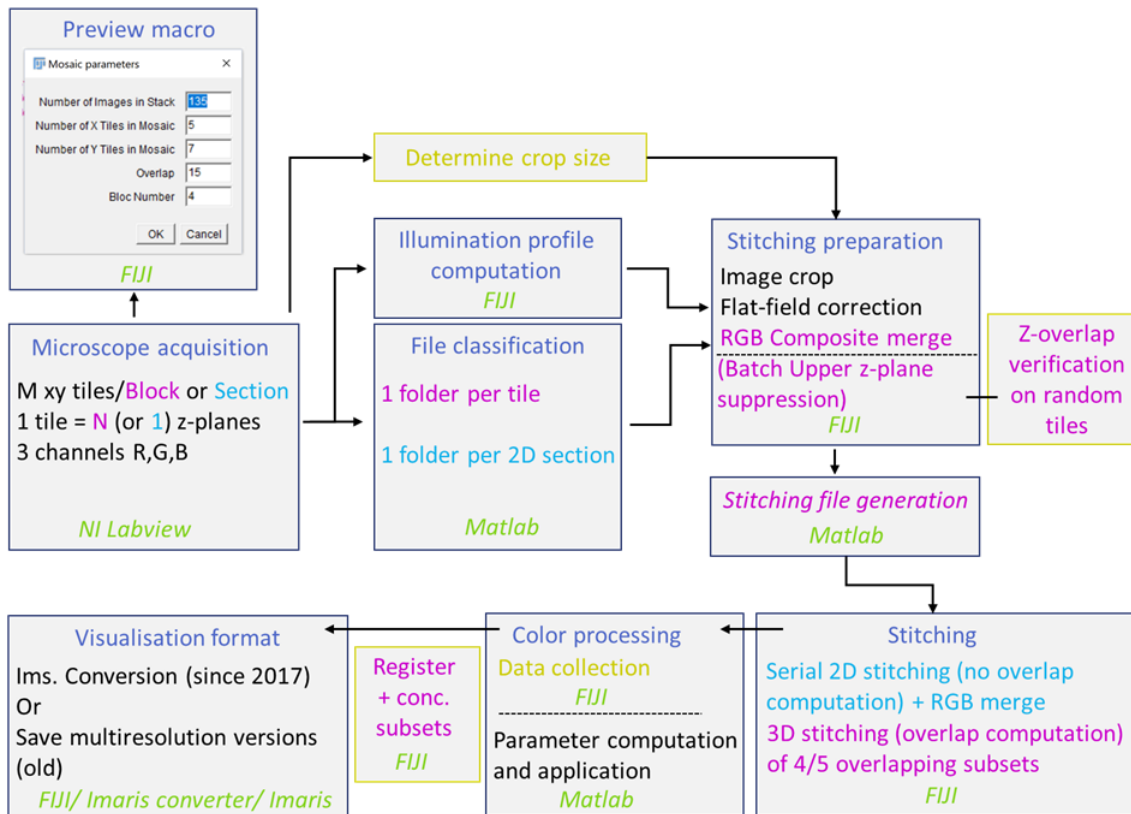 Preview macro
Mosaic parameters
Number of Images in Stack 135
Number of X Tiles in Mosaic 5
Number of Y Tiles in Mosaic 7
Overlap 15
Bloc Number 4
OK Cancel
FIJI
Determine crop size
Illumination profile
computation
FIJI
Microscope acquisition
M xy tiles/Block or Section
1 tile = N (or 1) z-planes
3 channels R,G,B
NI Labview
File classification
1 folder per tile
1 folder per 2D section
Matlab
Stitching preparation
Image crop
Flat-field correction
RGB Composite merge
(Batch Upper z-plane
suppression)
FIJI
Z-overlap
verification
on random
tiles
Stitching file generation
Matlab
Stitching
Serial 2D stitching (no overlap
computation) + RGB merge
3D stitching (overlap computation)
of 4/5 overlapping subsets
FIJI
Color processing
Data collection
FIJI
Parameter computation
and application
Matlab
Register
+ conc.
subsets
FIJI
Visualisation format
Ims. Conversion (since 2017)
Or
Save multiresolution versions
(old)
FIJI/ Imaris converter/ Imaris